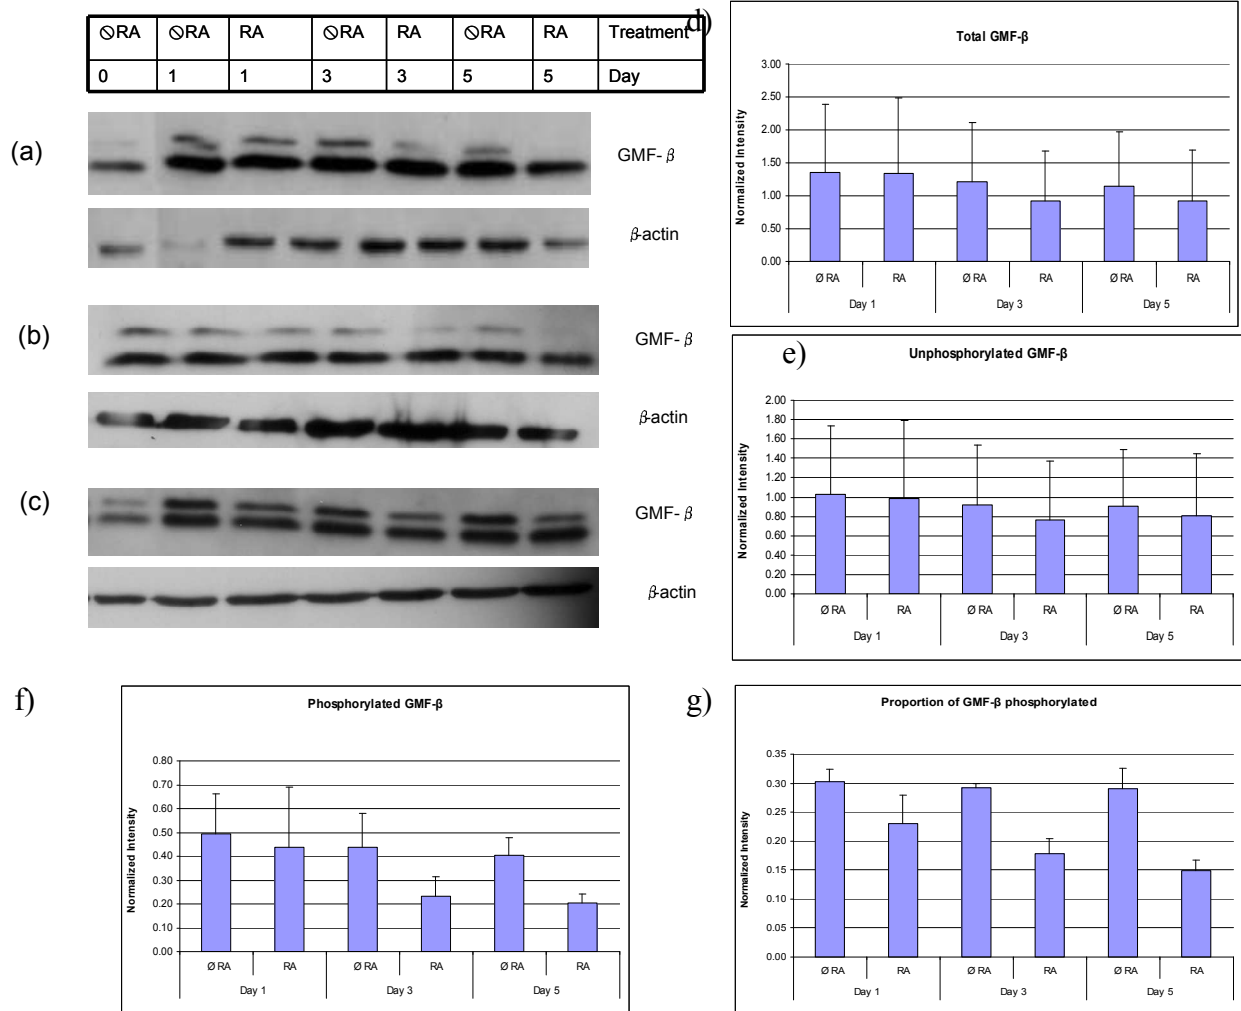 ⦸RA ⦸RA RA ⦸RA RA ⦸RA RA Treatment
0 1 1 3 3 5 5 Day
(a)
GMF- β
β-actin
(b)
GMF- β
β-actin
(c)
GMF- β
β-actin
d)
Total GMF-β
Normalized Intensity
3.00
2.50
2.00
1.50
1.00
0.50
0.00
Ø RA RA Ø RA RA Ø RA RA
Day 1 Day 3 Day 5
e)
Unphosphorylated GMF-β
Normalized Intensity
2.00
1.80
1.60
1.40
1.20
1.00
0.80
0.60
0.40
0.20
0.00
Ø RA RA Ø RA RA Ø RA RA
Day 1 Day 3 Day 5
f)
Phosphorylated GMF-β
Normalized Intensity
0.80
0.70
0.60
0.50
0.40
0.30
0.20
0.10
0.00
Ø RA RA Ø RA RA Ø RA RA
Day 1 Day 3 Day 5
g)
Proportion of GMF-β phosphorylated
Normalized Intensity
0.35
0.30
0.25
0.20
0.15
0.10
0.05
0.00
Ø RA RA Ø RA RA Ø RA RA
Day 1 Day 3 Day 5